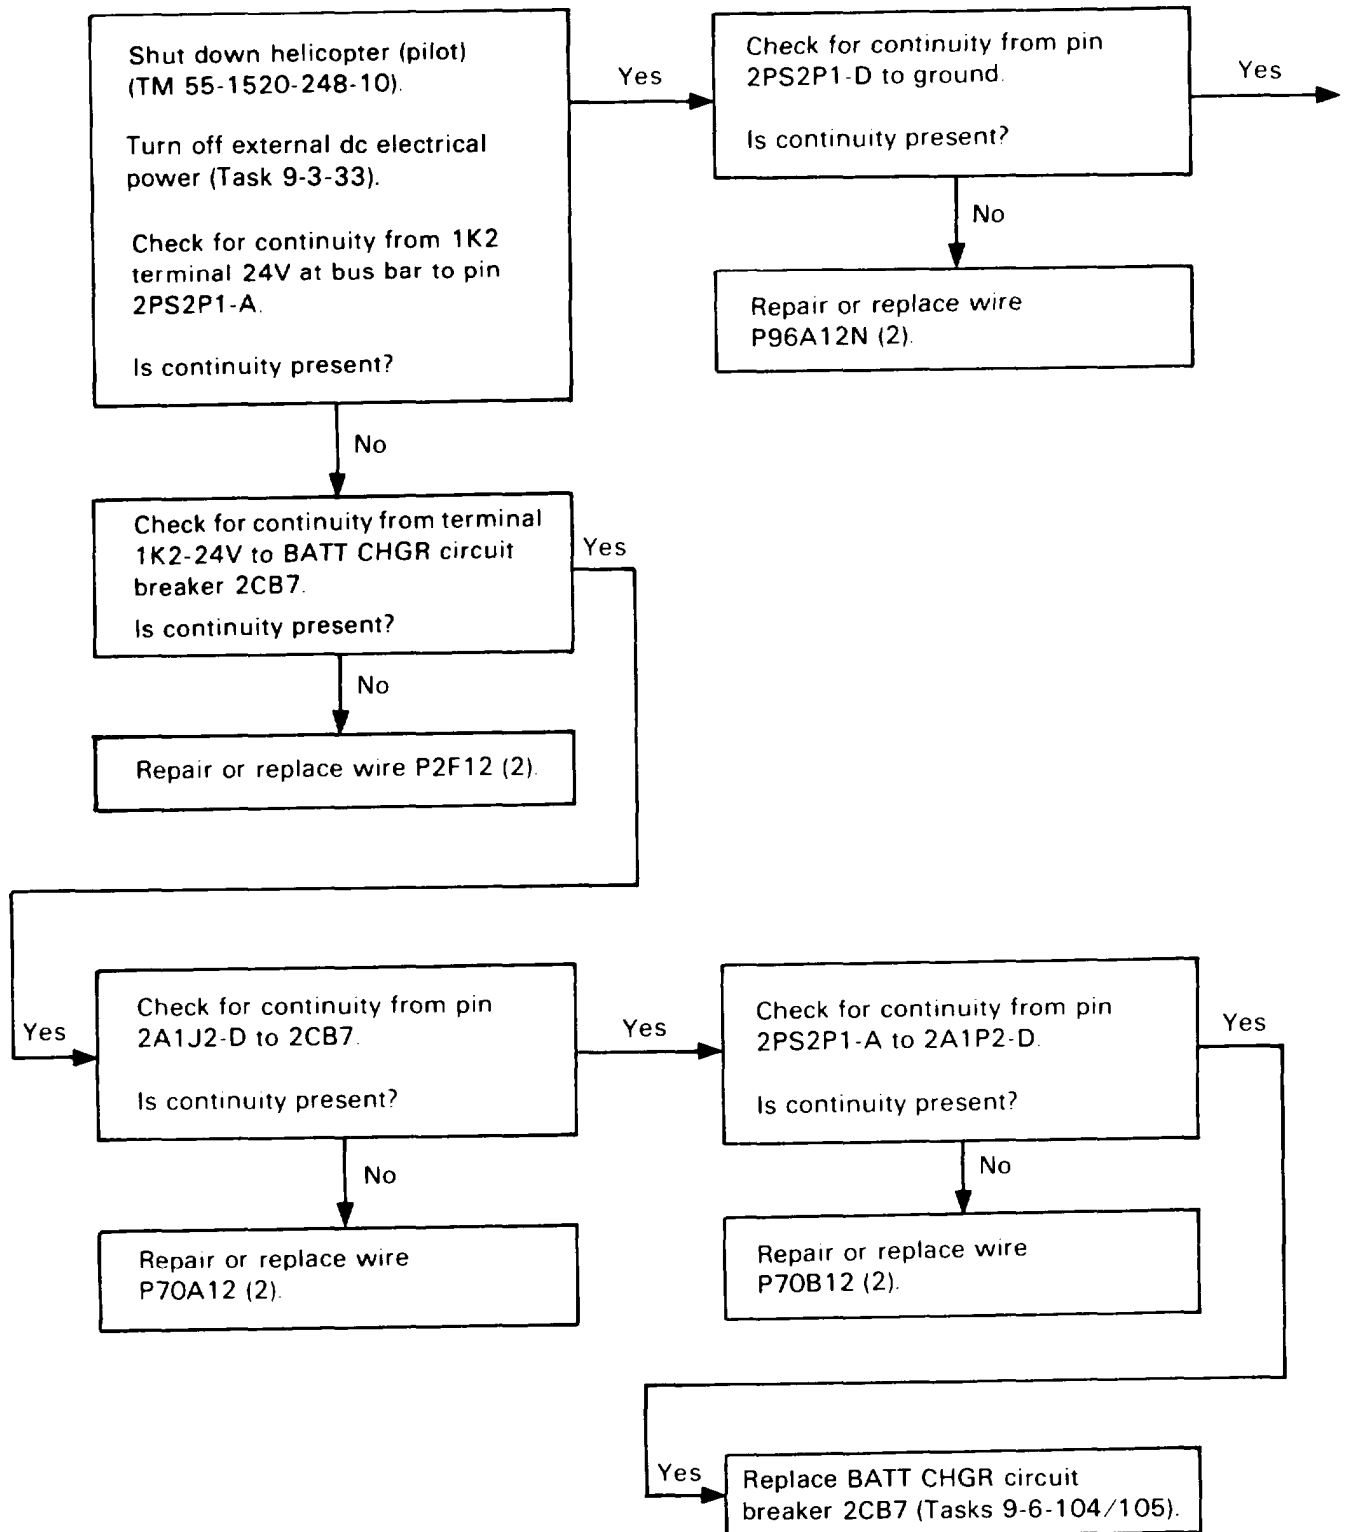 Shut down helicopter (pilot)
(TM 55-1520-248-10).
Turn off external dc electrical
power (Task 9-3-33).
Check for continuity from 1K2
terminal 24V at bus bar to pin
2PS2P1-A.
Is continuity present?
Yes
Check for continuity from pin
2PS2P1-D to ground.
Is continuity present?
Yes
No
Repair or replace wire
P96A12N (2).
No
Check for continuity from terminal
1K2-24V to BATT CHGR circuit
breaker 2CB7.
Is continuity present?
Yes
No
Repair or replace wire P2F12 (2).
Yes
Check for continuity from pin
2A1J2-D to 2CB7.
Is continuity present?
Yes
Check for continuity from pin
2PS2P1-A to 2A1P2-D.
Is continuity present?
Yes
No
Repair or replace wire
P70A12 (2).
No
Repair or replace wire
P70B12 (2).
Yes
Replace BATT CHGR circuit
breaker 2CB7 (Tasks 9-6-104/105).